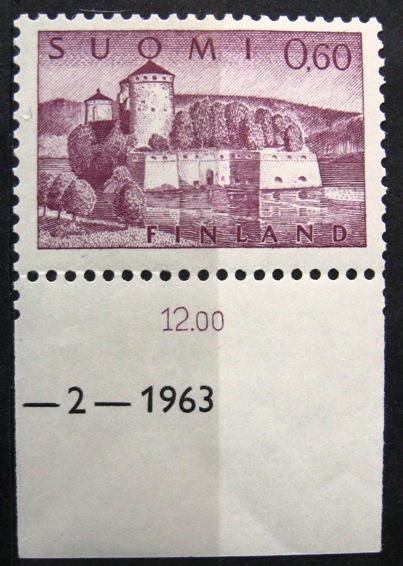 SUOMI 0,60
FINLAND
12.00
—2— 1963